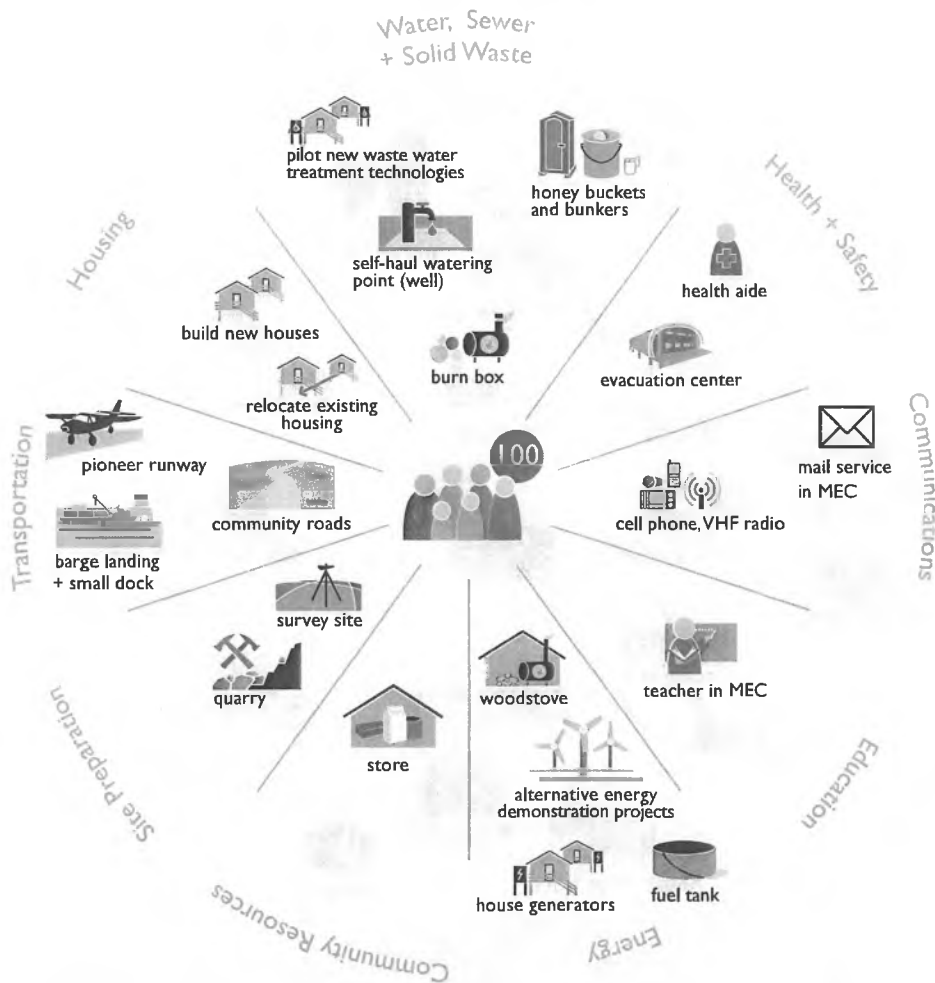 Water, Sewer
+ Solid Waste
pilot new waste water
treatment technologies
honey buckets
and bunkers
self-haul watering
point (well)
burn box
Health + Safety
health aide
evacuation center
Housing
build new houses
relocate existing
housing
100
Communications
mail service
in MEC
cell phone, VHF radio
Transportation
pioneer runway
community roads
barge landing
+ small dock
Site Preparation
survey site
quarry
Community Resources
store
Energy
woodstove
alternative energy
demonstration projects
house generators
fuel tank
Education
teacher in MEC